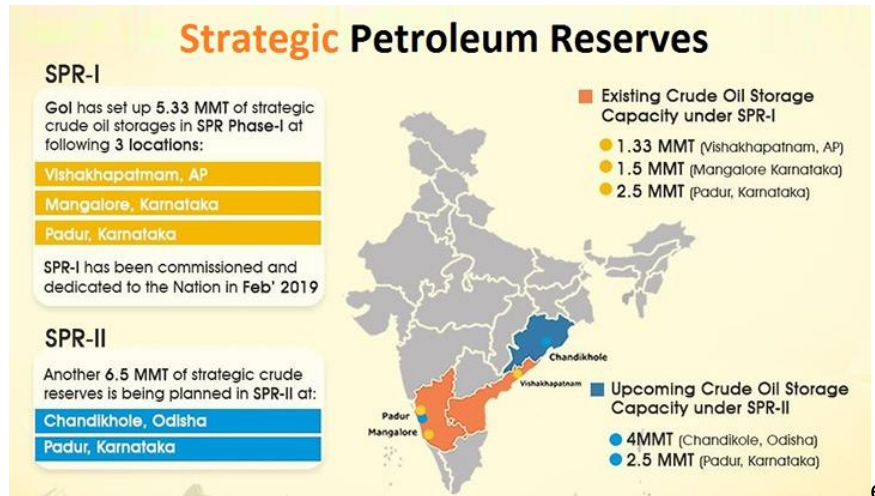 Strategic Petroleum Reserves
SPR-I
GoI has set up 5.33 MMT of strategic
crude oil storages in SPR Phase-I at
following 3 locations:
Vishakhapatmam, AP
Mangalore, Karnataka
Padur, Karnataka
SPR-I has been commissioned and
dedicated to the Nation in Feb' 2019
SPR-II
Another 6.5 MMT of strategic crude
reserves is being planned in SPR-II at:
Chandikhole, Odisha
Padur, Karnataka
Existing Crude Oil Storage
Capacity under SPR-I
1.33 MMT (Vishakhapatnam, AP)
1.5 MMT (Mangalore Karnataka)
2.5 MMT (Padur, Karnataka)
Chandikhole
Vishakhapatnam
Padur
Mangalore
Upcoming Crude Oil Storage
Capacity under SPR-II
4MMT (Chandikole, Odisha)
2.5 MMT (Padur, Karnataka)